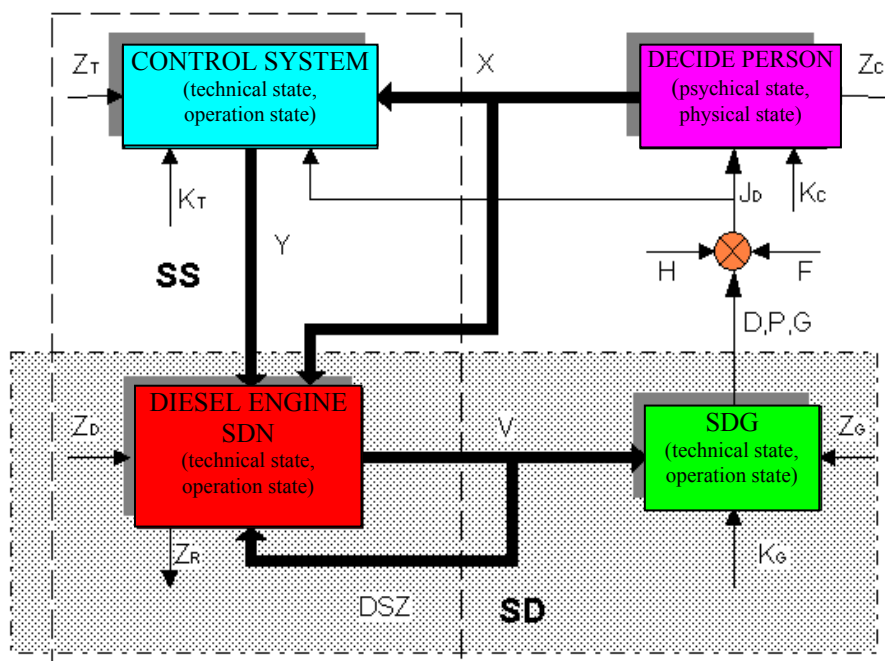 CONTROL SYSTEM
(technical state,
operation state)
DECIDE PERSON
(psychical state,
physical state)
ZT
X
ZC
KT
JD
KC
Y
SS
H
F
D,P,G
DIESEL ENGINE
SDN
(technical state,
operation state)
SDG
(technical state,
operation state)
ZD
V
ZG
ZR
KG
DSZ
SD